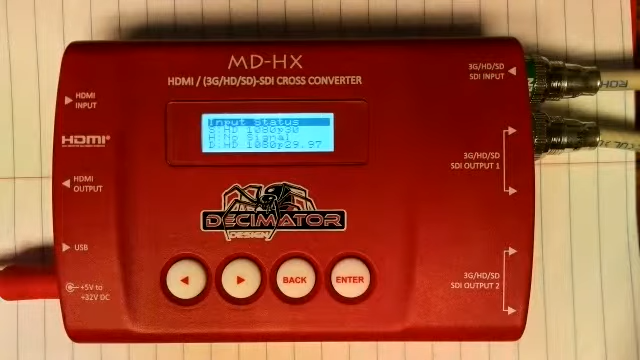 MD-HX
HDMI / (3G/HD/SD)-SDI CROSS CONVERTER
HDMI
INPUT
HDMI
HDMI
OUTPUT
USB
+5V to
+32V DC
Input Status
S:HD 1080p30
H:No Signal
D:HD 1080p29.97
DECIMATOR
DESIGN
BACK
ENTER
3G/HD/SD
SDI INPUT
3G/HD/SD
SDI OUTPUT 1
3G/HD/SD
SDI OUTPUT 2